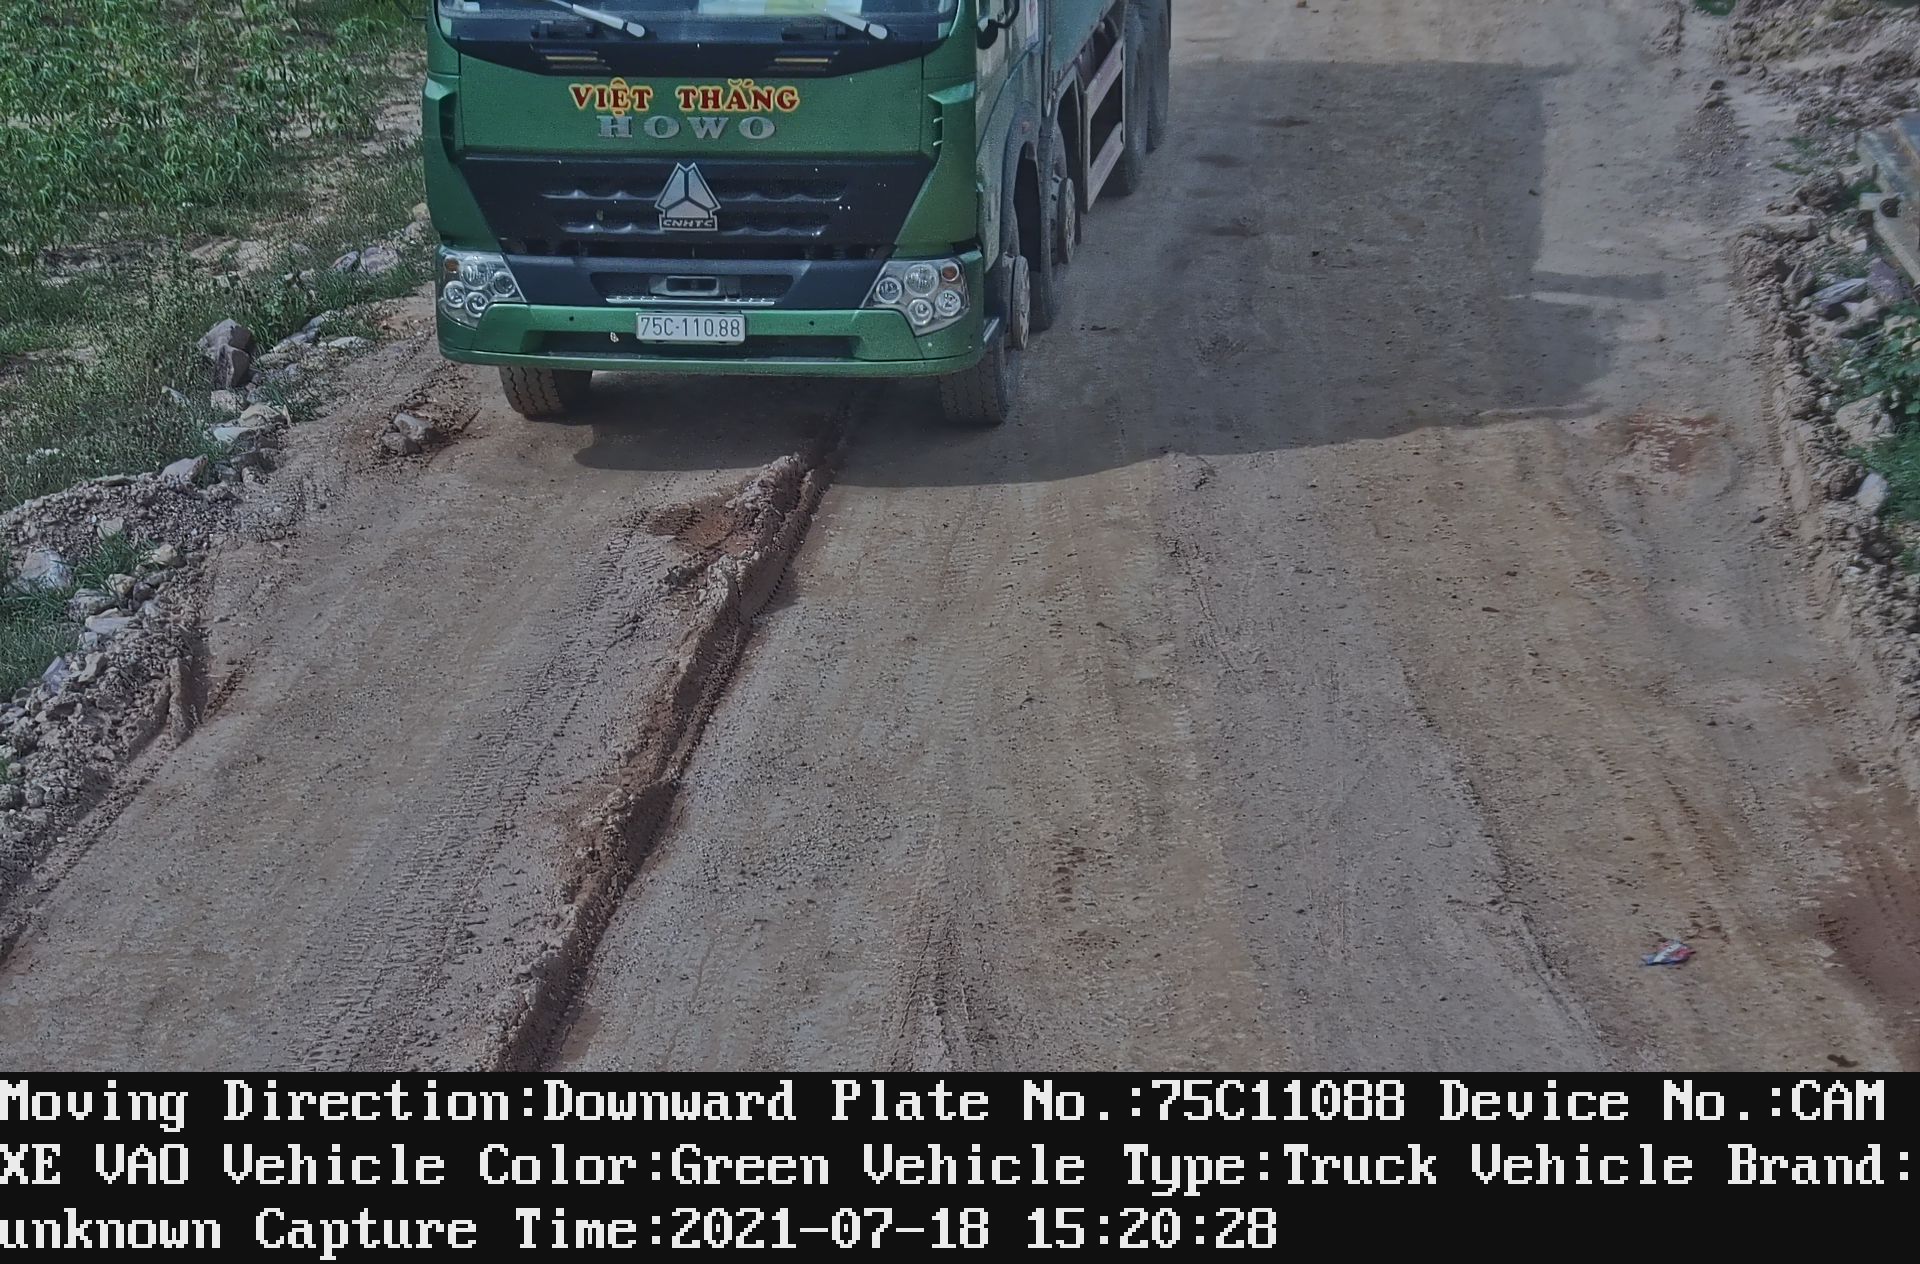 VIỆT THẮNG
HOWO
CNHTC
75C-110.88
Moving Direction:Downward Plate No.:75C11088 Device No.:CAM
XE VAO Vehicle Color:Green Vehicle Type:Truck Vehicle Brand:
unknown Capture Time:2021-07-18 15:20:28